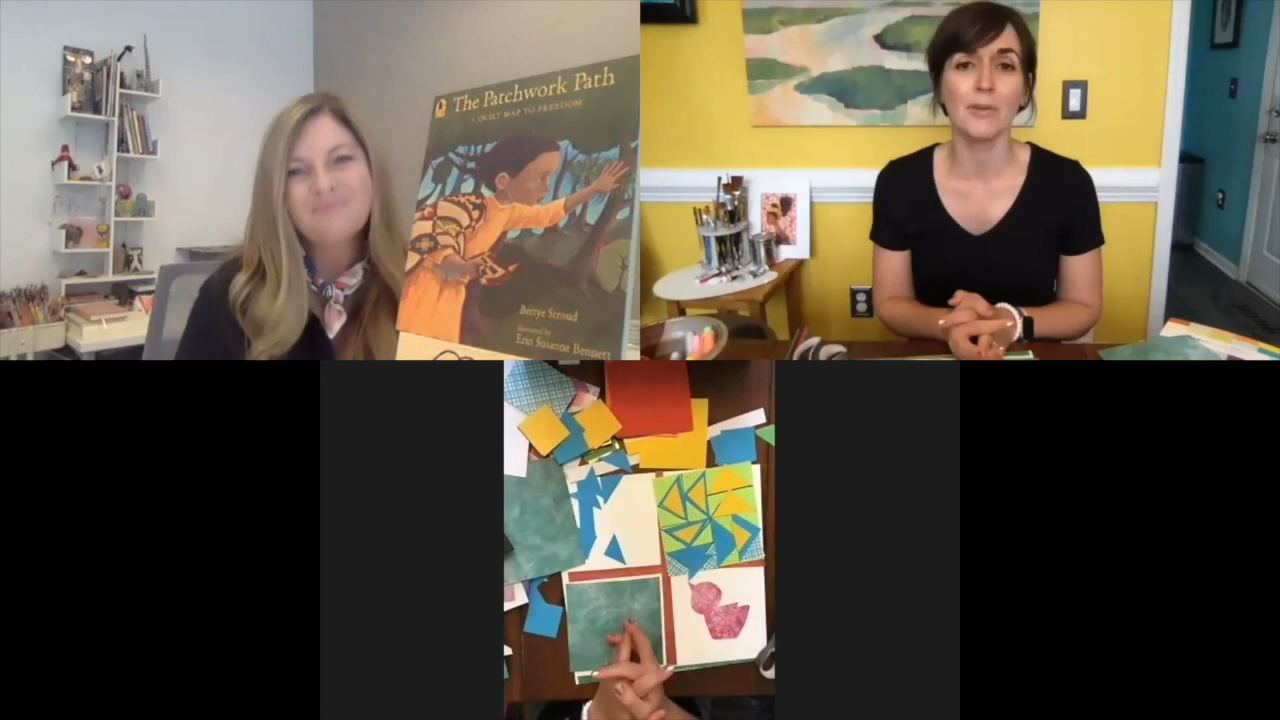 The Patchwork Path
A QUILT MAP TO FREEDOM
Bettye Stroud
illustrated by
Erin Susanne Bennett